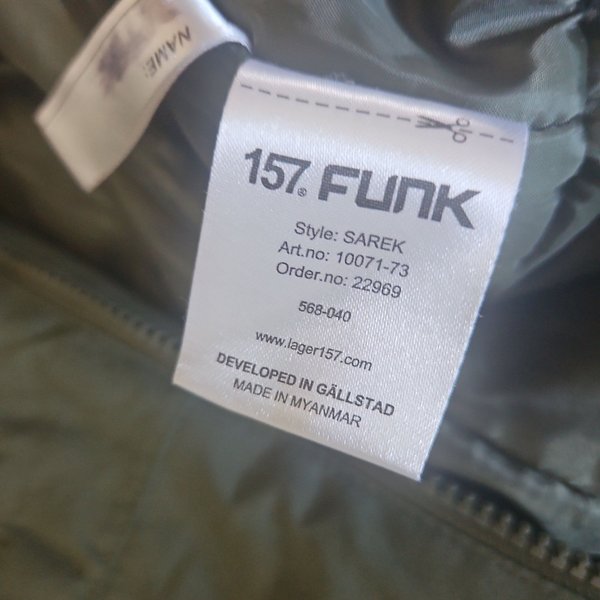 NAME:
157® FUNK
Style: SAREK
Art.no: 10071-73
Order.no: 22969
568-040
www.lager157.com
DEVELOPED IN GÄLLSTAD
MADE IN MYANMAR